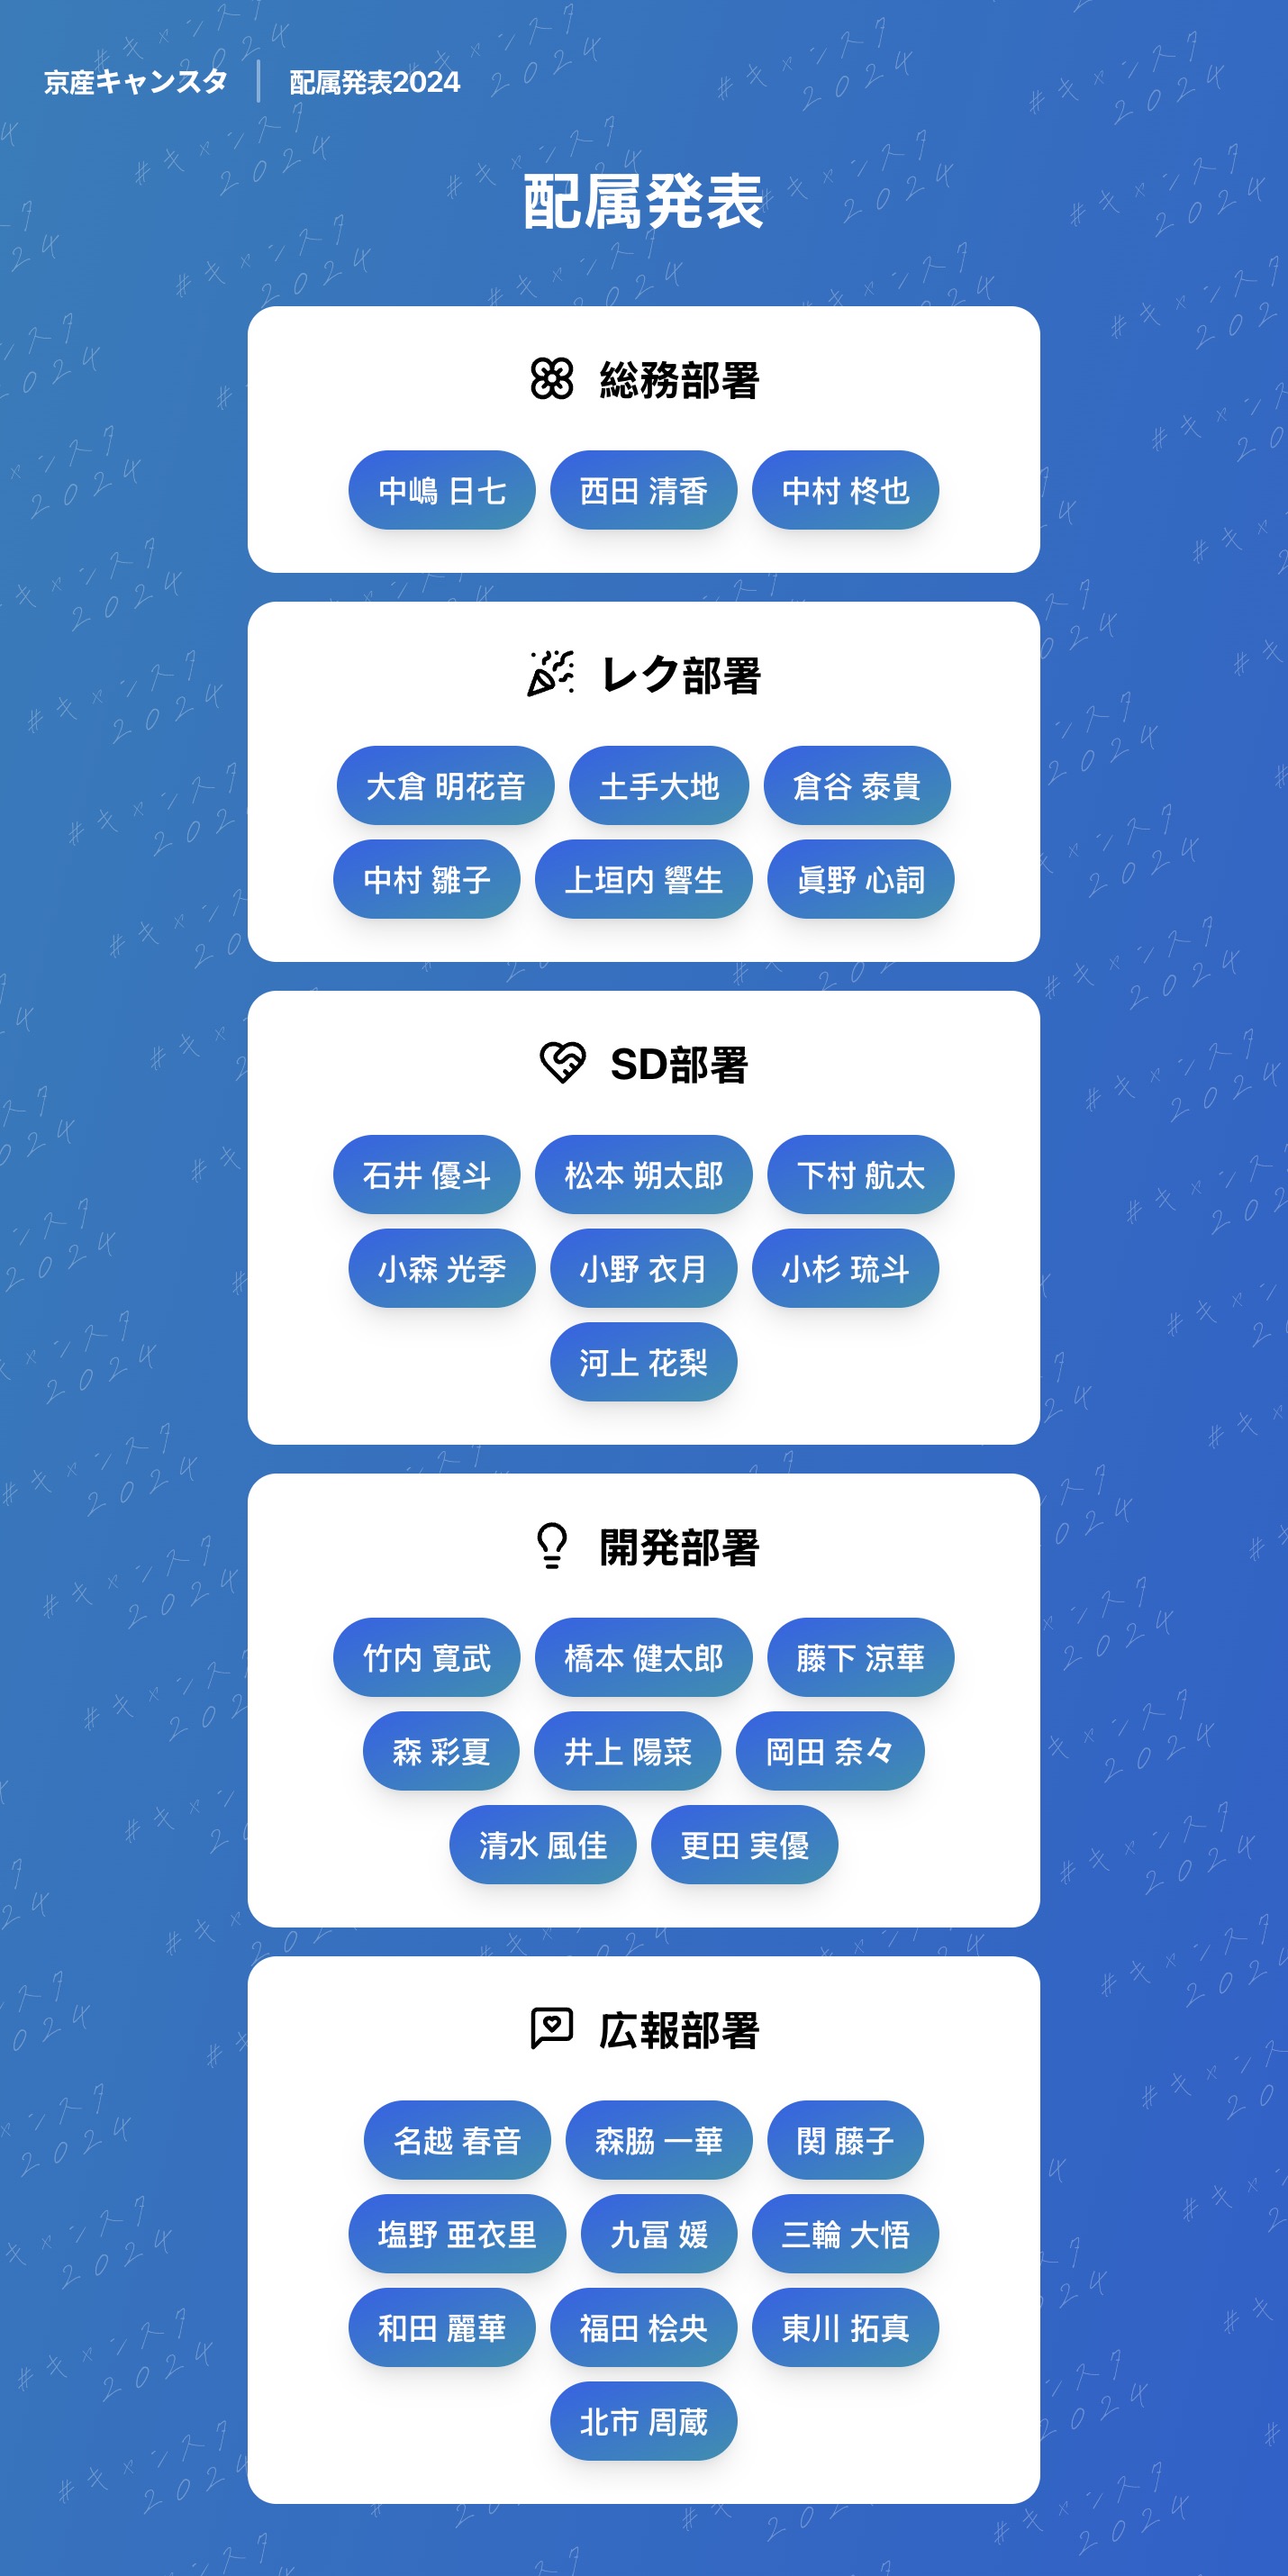 京産キャンスタ 配属発表2024
配属発表
総務部署
中嶋 日七 西田 清香 中村 柊也
レク部署
大倉 明花音 土手大地 倉谷 泰貴
中村 雛子 上垣内 響生 眞野 心詞
SD部署
石井 優斗 松本 朔太郎 下村 航太
小森 光季 小野 衣月 小杉 琉斗
河上 花梨
開発部署
竹内 寛武 橋本 健太郎 藤下 涼華
森 彩夏 井上 陽菜 岡田 奈々
清水 風佳 更田 実優
広報部署
名越 春音 森脇 一華 関 藤子
塩野 亜衣里 九冨 媛 三輪 大悟
和田 麗華 福田 桧央 東川 拓真
北市 周蔵
#キャンスタ
2024